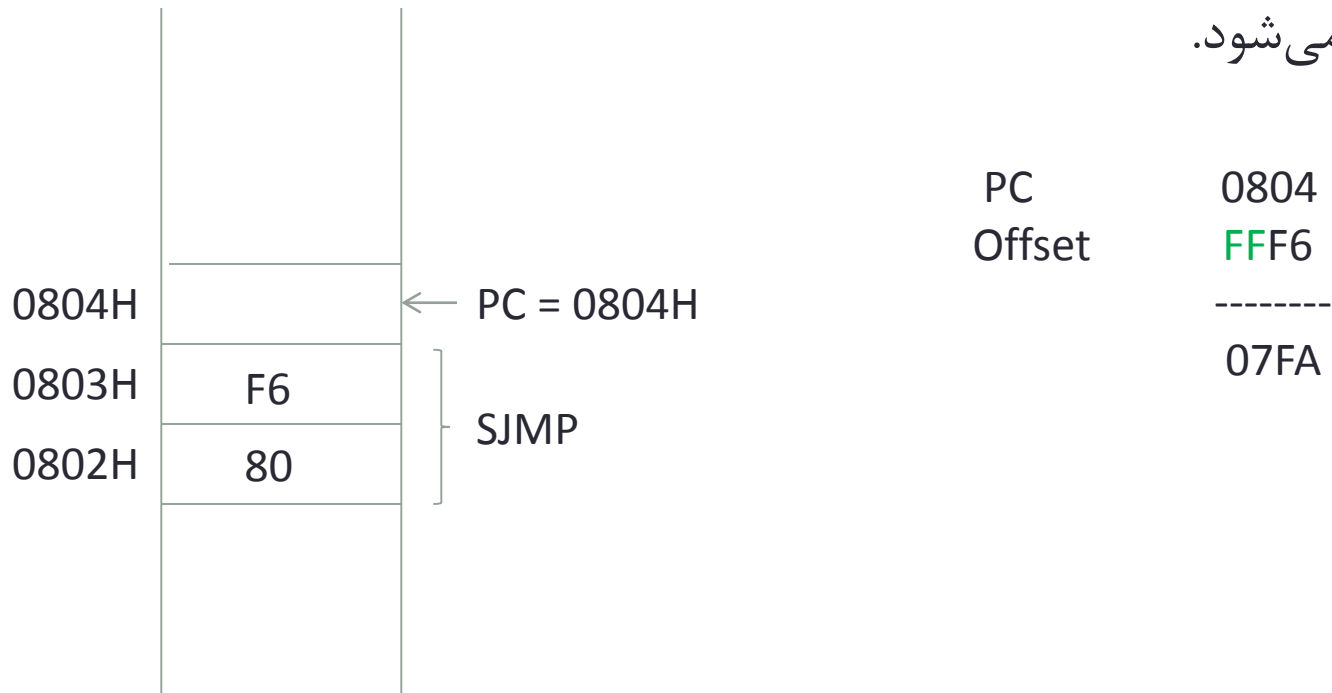 می‌شود.
PC 0804
Offset FFF6
--------
07FA
0804H
PC = 0804H
0803H F6
SJMP
0802H 80